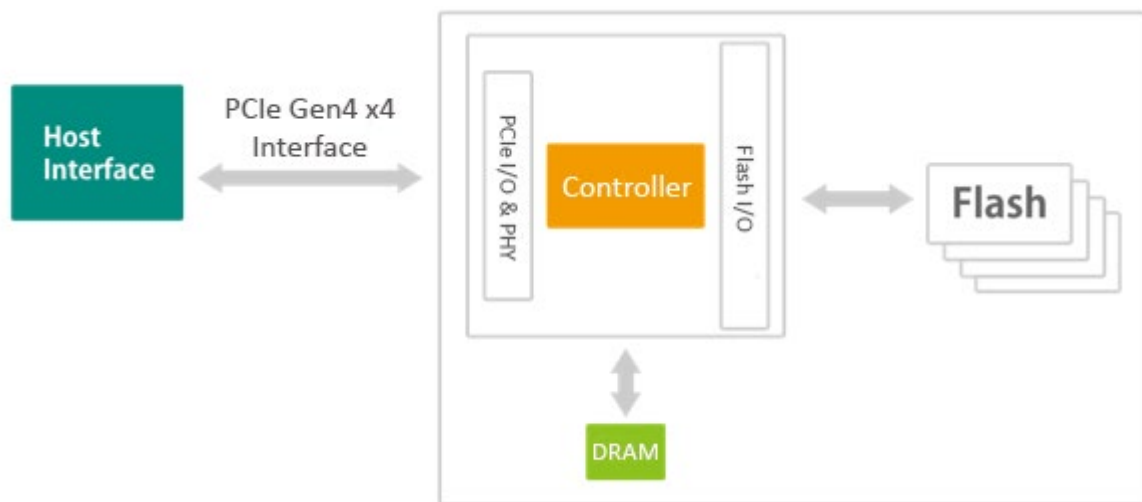 Host
Interface
PCIe Gen4 x4
Interface
PCIe I/O & PHY
Controller
Flash I/O
Flash
DRAM